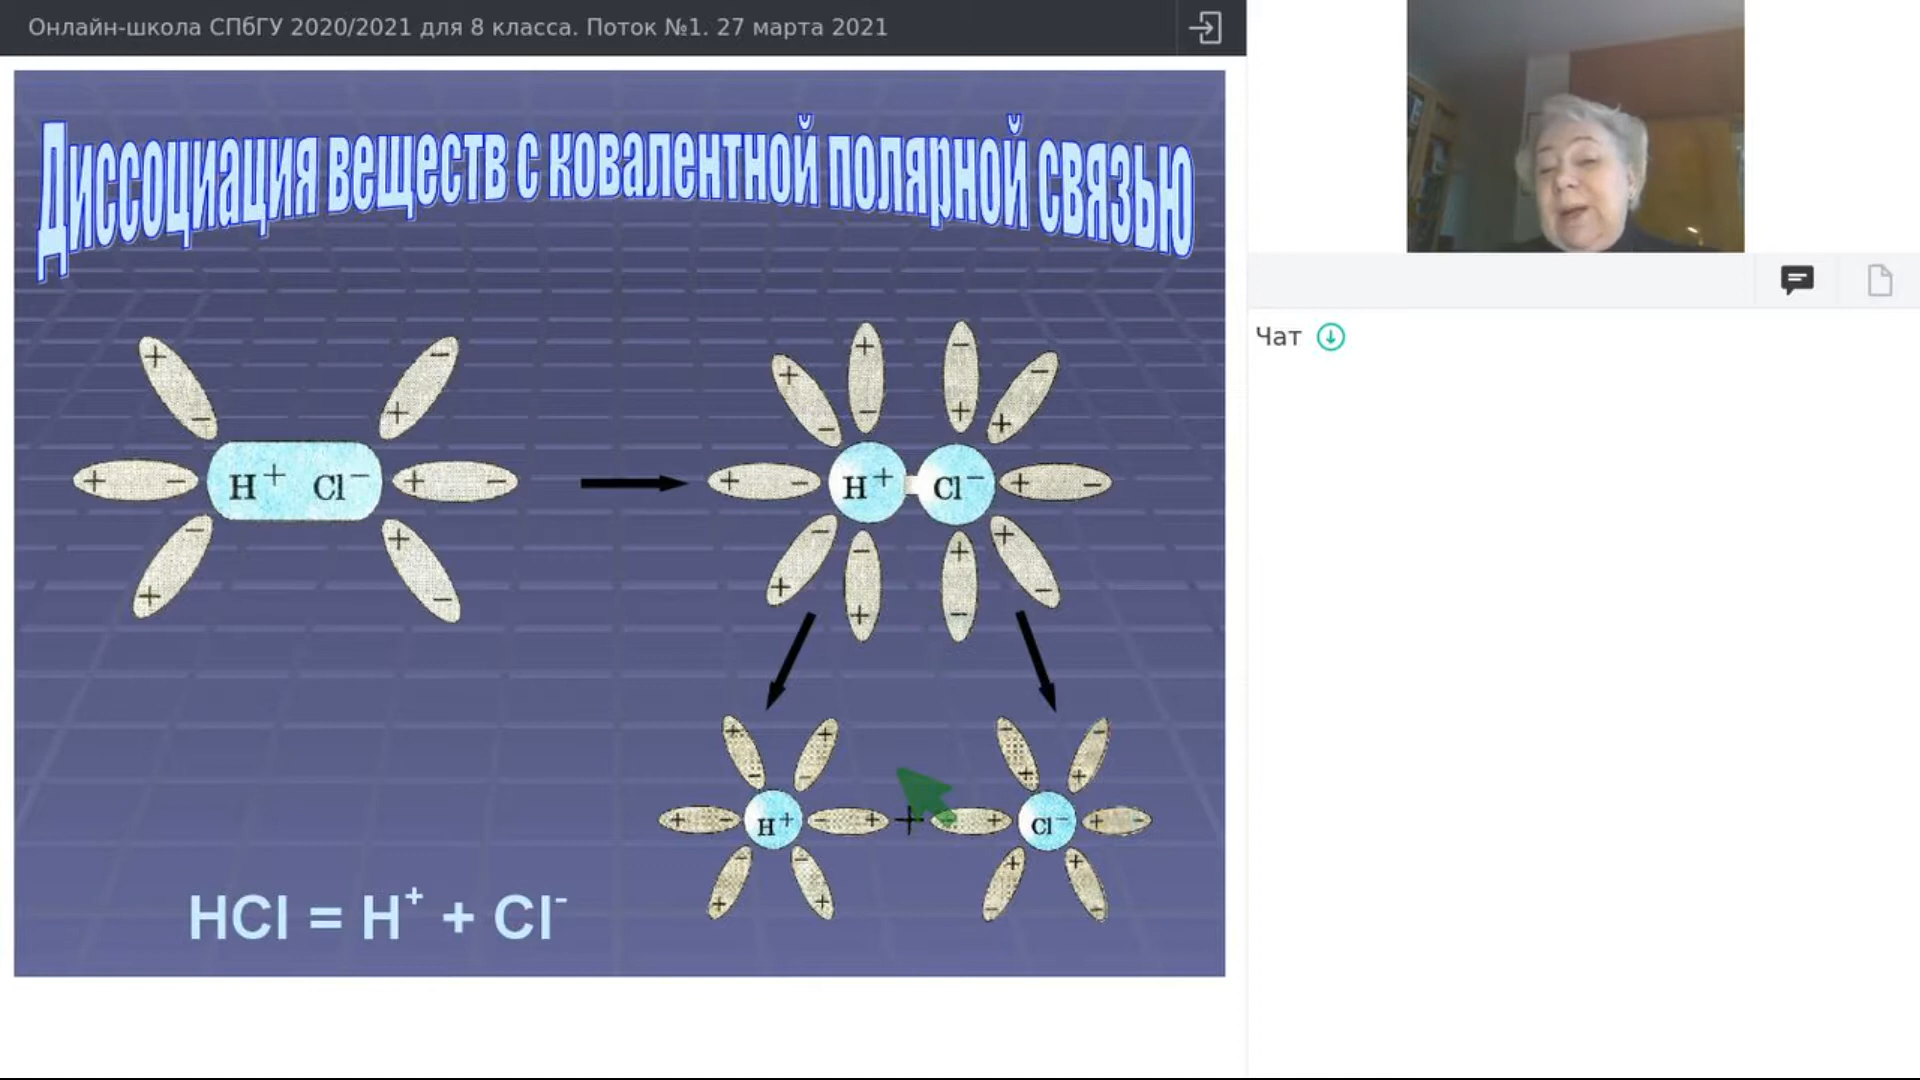 Онлайн-школа СПбГУ 2020/2021 для 8 класса. Поток №1. 27 марта 2021
Диссоциация веществ с ковалентной полярной связью
+ − − +
+ − H⁺ Cl⁻ + −
− + + −
+ + − − − − + +
+ − H⁺ Cl⁻ + −
− + − + + − + −
+ − + − − + − +
+ − H⁺ − + + + Cl⁻ + −
− + − + + − + −
HCl = H⁺ + Cl⁻
Чат